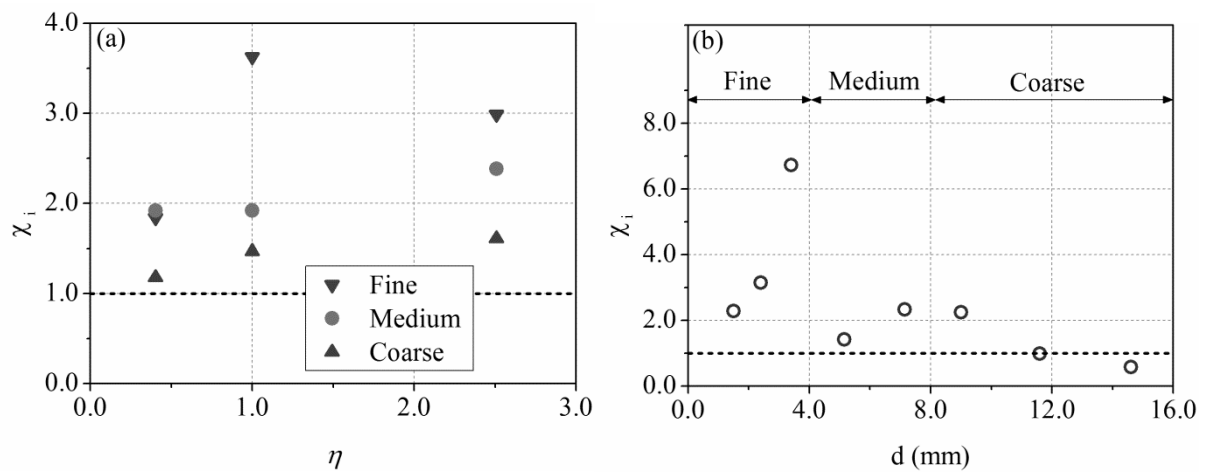 (a)
4.0
3.0
2.0
1.0
0.0
0.0 1.0 2.0 3.0
χ i
η
Fine
Medium
Coarse
(b)
Fine Medium Coarse
8.0
6.0
4.0
2.0
0.0
0.0 4.0 8.0 12.0 16.0
χ i
d (mm)